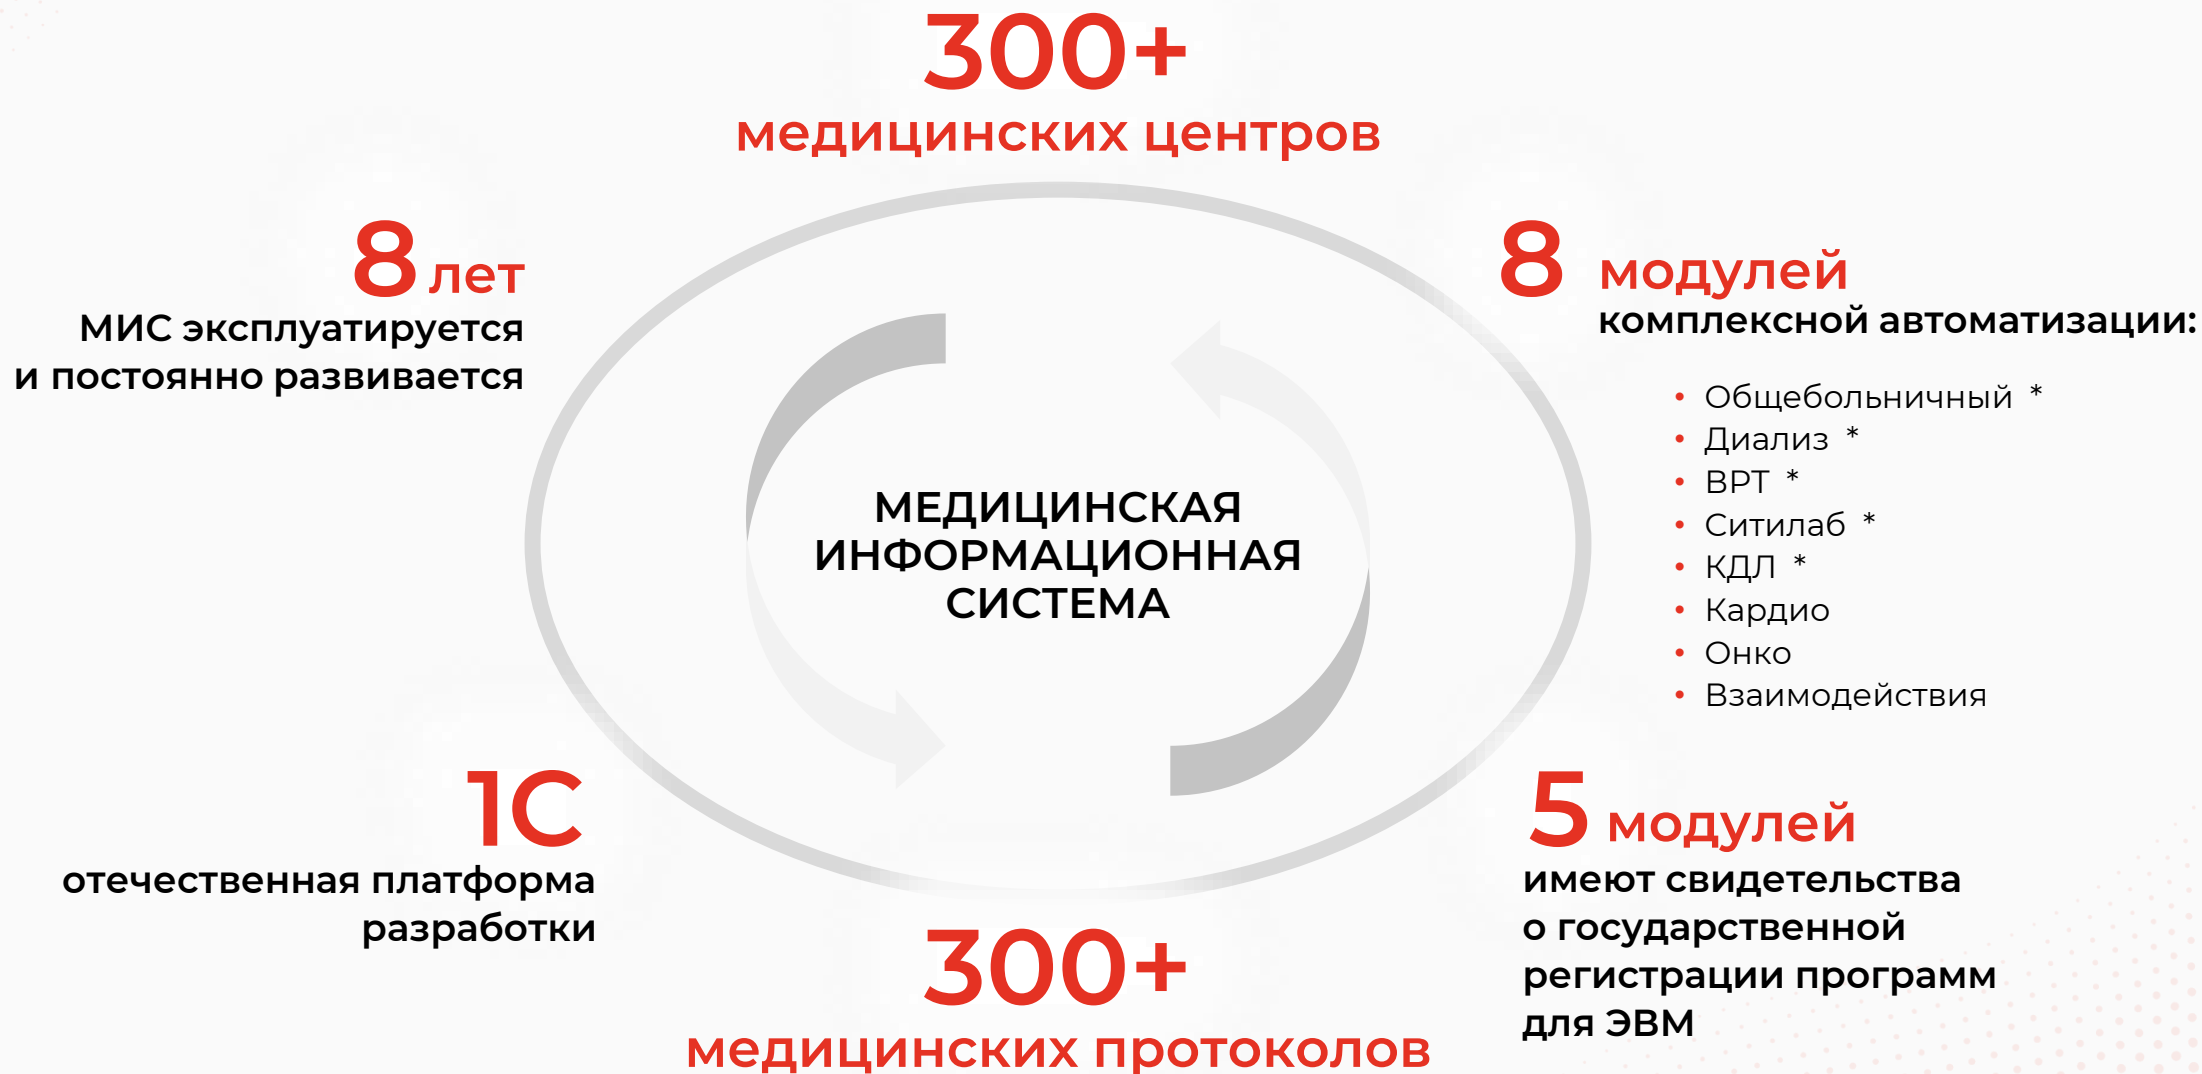 300+
медицинских центров
8 лет
МИС эксплуатируется
и постоянно развивается
8 модулей
комплексной автоматизации:
• Общебольничный *
• Диализ *
• ВРТ *
• Ситилаб *
• КДЛ *
• Кардио
• Онко
• Взаимодействия
МЕДИЦИНСКАЯ
ИНФОРМАЦИОННАЯ
СИСТЕМА
1С
отечественная платформа
разработки
5 модулей
имеют свидетельства
о государственной
регистрации программ
для ЭВМ
300+
медицинских протоколов